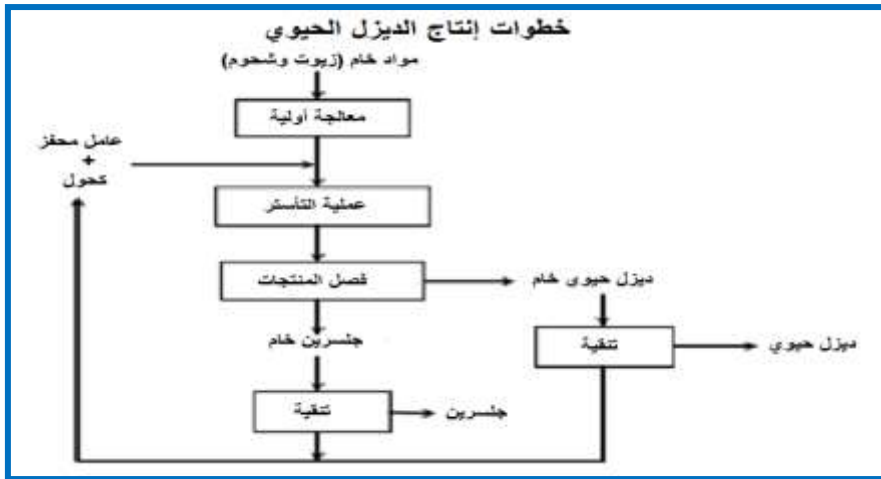 خطوات إنتاج الديزل الحيوي
مواد خام (زيوت وشحوم)
معالجة أولية
عامل محفز
+
كحول
عملية التأستر
فصل المنتجات
ديزل حيوي خام
جلسرين خام
تنقية
ديزل حيوي
تنقية
جلسرين